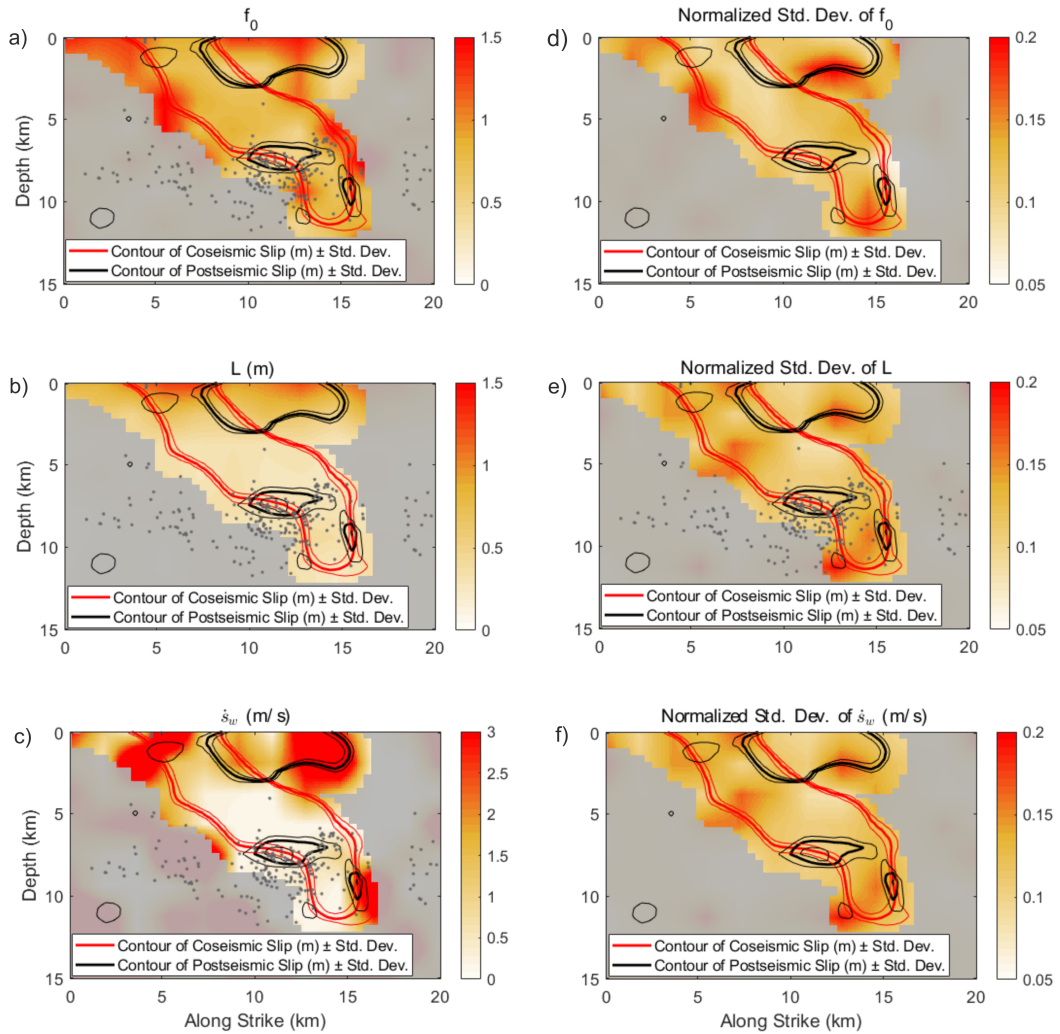 a)
f0
0
5
10
15
Depth (km)
Contour of Coseismic Slip (m) ± Std. Dev.
Contour of Postseismic Slip (m) ± Std. Dev.
0 5 10 15 20
1.5
1
0.5
0
d)
Normalized Std. Dev. of f0
0
5
10
15
Contour of Coseismic Slip (m) ± Std. Dev.
Contour of Postseismic Slip (m) ± Std. Dev.
0 5 10 15 20
0.2
0.15
0.1
0.05
b)
L (m)
0
5
10
15
Depth (km)
Contour of Coseismic Slip (m) ± Std. Dev.
Contour of Postseismic Slip (m) ± Std. Dev.
0 5 10 15 20
1.5
1
0.5
0
e)
Normalized Std. Dev. of L
0
5
10
15
Contour of Coseismic Slip (m) ± Std. Dev.
Contour of Postseismic Slip (m) ± Std. Dev.
0 5 10 15 20
0.2
0.15
0.1
0.05
c)
ṡw (m/s)
0
5
10
15
Depth (km)
Contour of Coseismic Slip (m) ± Std. Dev.
Contour of Postseismic Slip (m) ± Std. Dev.
0 5 10 15 20
Along Strike (km)
3
2.5
2
1.5
1
0.5
0
f)
Normalized Std. Dev. of ṡw (m/s)
0
5
10
15
Contour of Coseismic Slip (m) ± Std. Dev.
Contour of Postseismic Slip (m) ± Std. Dev.
0 5 10 15 20
Along Strike (km)
0.2
0.15
0.1
0.05